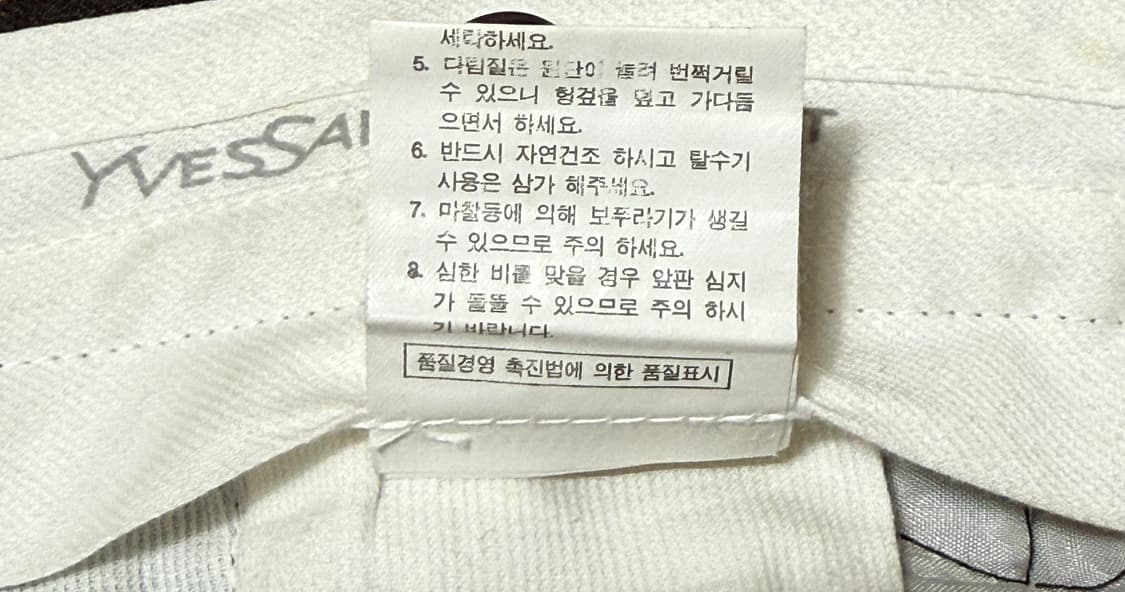 세탁하세요.
5. 다림질은 원단이 눌려 번쩍거릴
수 있으니 헝겊을 덮고 가다듬
으면서 하세요.
YVESSAI
T
6. 반드시 자연건조 하시고 탈수기
사용은 삼가 해주세요.
7. 마찰등에 의해 보푸라기가 생길
수 있으므로 주의 하세요.
8. 심한 비를 맞을 경우 앞판 심지
가 들뜰 수 있으므로 주의 하시
기 바랍니다.
품질경영 촉진법에 의한 품질표시